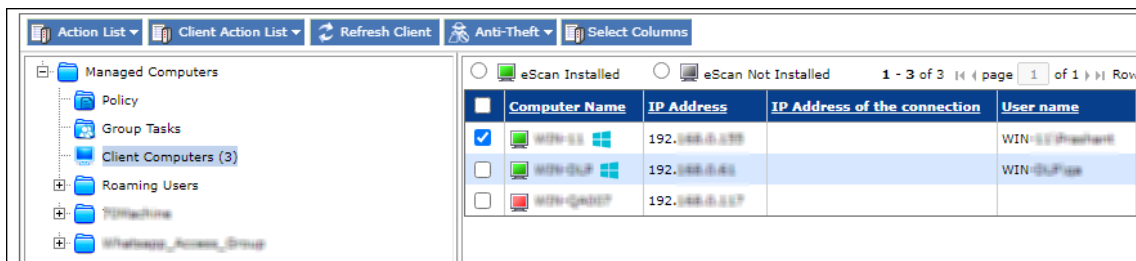 Action List Client Action List Refresh Client Anti-Theft Select Columns
Managed Computers
Policy
Group Tasks
Client Computers (3)
Roaming Users
eScan Installed eScan Not Installed 1 - 3 of 3 page 1 of 1 Row
Computer Name IP Address IP Address of the connection User name
192. WIN-
192. WIN-
192.